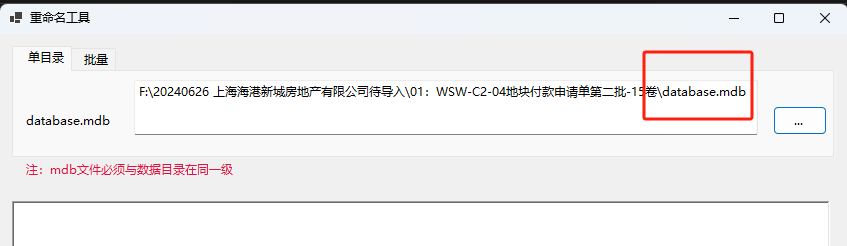 重命名工具
单目录 批量
F:\20240626 上海海港新城房地产有限公司待导入\01：WSW-C2-04地块付款申请单第二批-15卷\database.mdb
database.mdb ...
注：mdb文件必须与数据目录在同一级